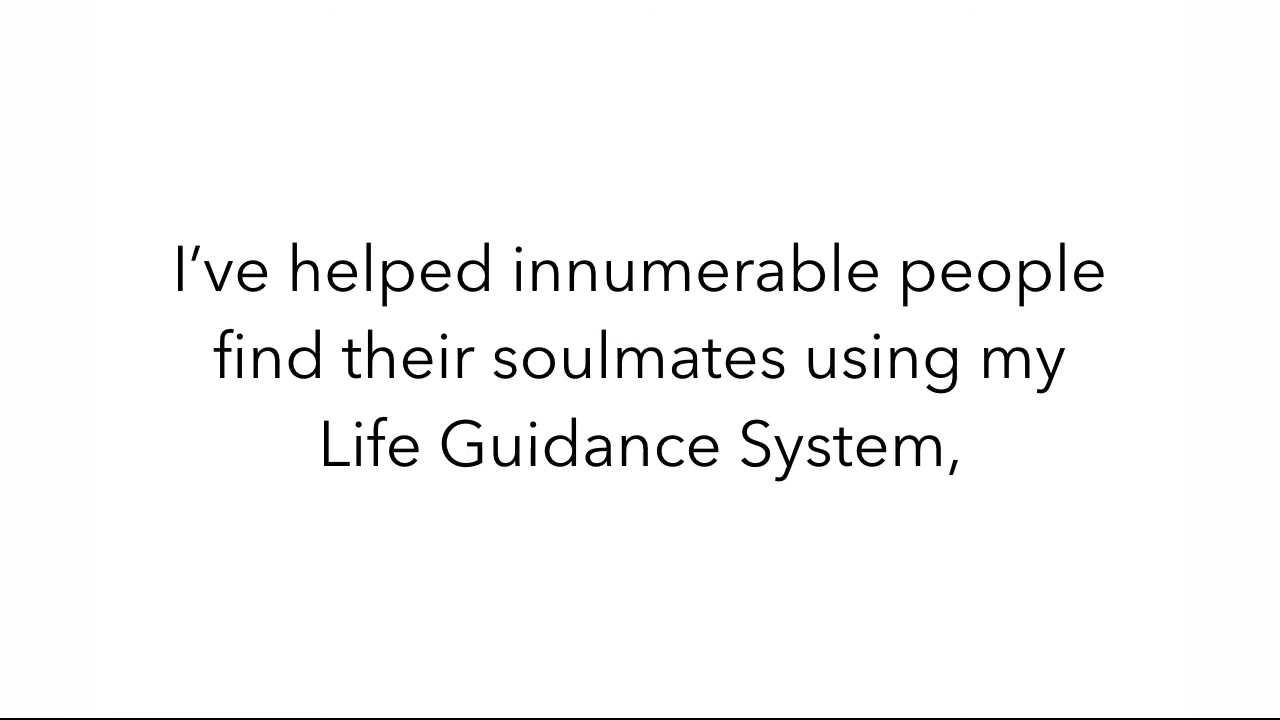 I’ve helped innumerable people
find their soulmates using my
Life Guidance System,